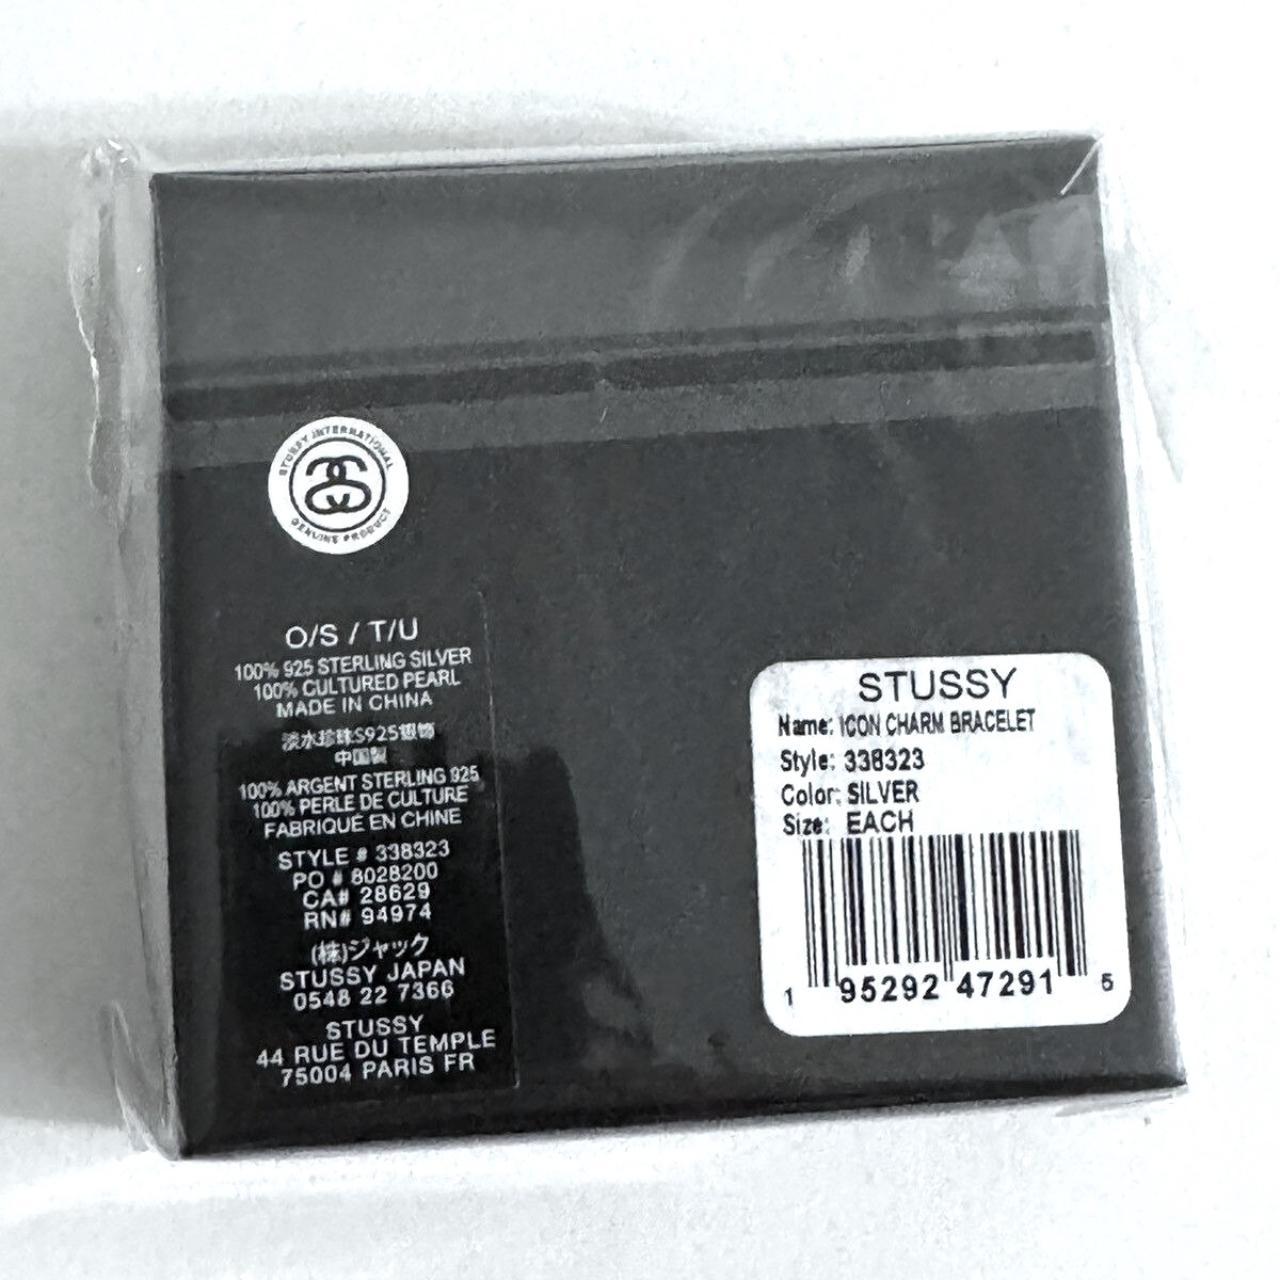 STUSSY INTERNATIONAL
GENUINE PRODUCT
O/S / T/U
100% 925 STERLING SILVER
100% CULTURED PEARL
MADE IN CHINA
淡水珍珠S925银饰
中国製
100% ARGENT STERLING 925
100% PERLE DE CULTURE
FABRIQUÉ EN CHINE
STYLE # 338323
PO # 8028200
CA# 28629
RN# 94974
(株)ジャック
STUSSY JAPAN
0548 22 7366
STUSSY
44 RUE DU TEMPLE
75004 PARIS FR
STUSSY
Name: ICON CHARM BRACELET
Style: 338323
Color: SILVER
Size: EACH
1 95292 47291 5